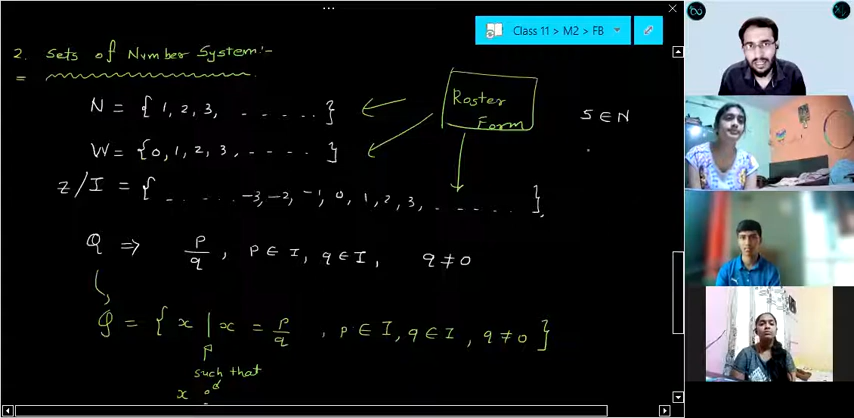 Class 11 > M2 > FB
2. Sets of Number System:-
N = { 1, 2, 3, ...... }
Roster Form
5 ∈ N
W = {0, 1, 2, 3, ...... }
Z/I = { ...... -3, -2, -1, 0, 1, 2, 3, ...... },
Q ⇒ p/q, p ∈ I, q ∈ I, q ≠ 0
Q = { x | x = p/q, p ∈ I, q ∈ I, q ≠ 0 }
such that
x